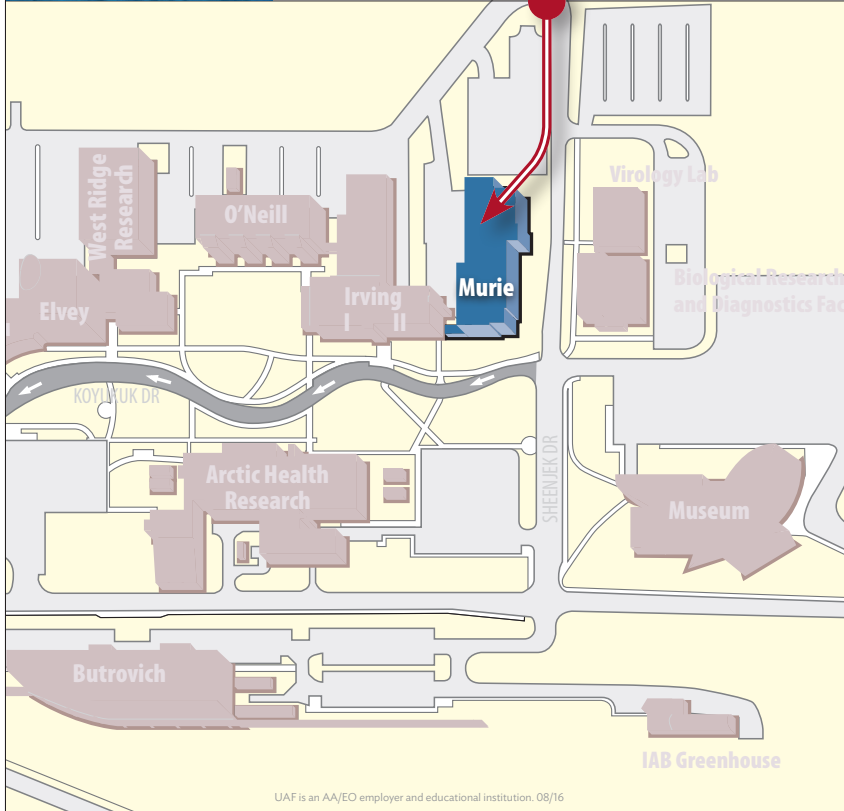 Virology Lab
West Ridge
Research
O'Neill
Biological Research
and Diagnostics Fac
Murie
Irving
I II
Elvey
KOYUKUK DR
SHEENJEK DR
Arctic Health
Research
Museum
Butrovich
IAB Greenhouse
UAF is an AA/EO employer and educational institution. 08/16